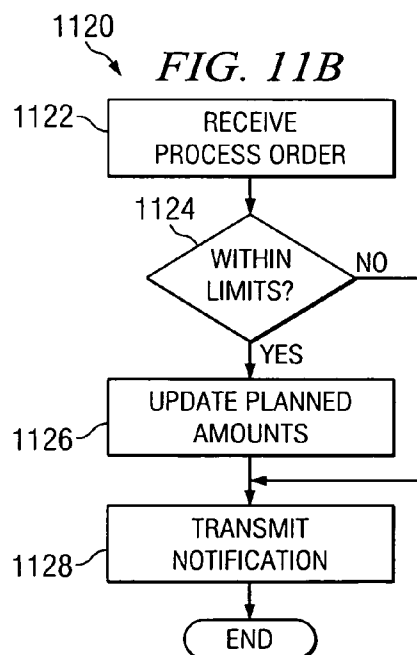 1120
FIG. 11B
1122
RECEIVE
PROCESS ORDER
1124
WITHIN
LIMITS?
NO
YES
1126
UPDATE PLANNED
AMOUNTS
1128
TRANSMIT
NOTIFICATION
END